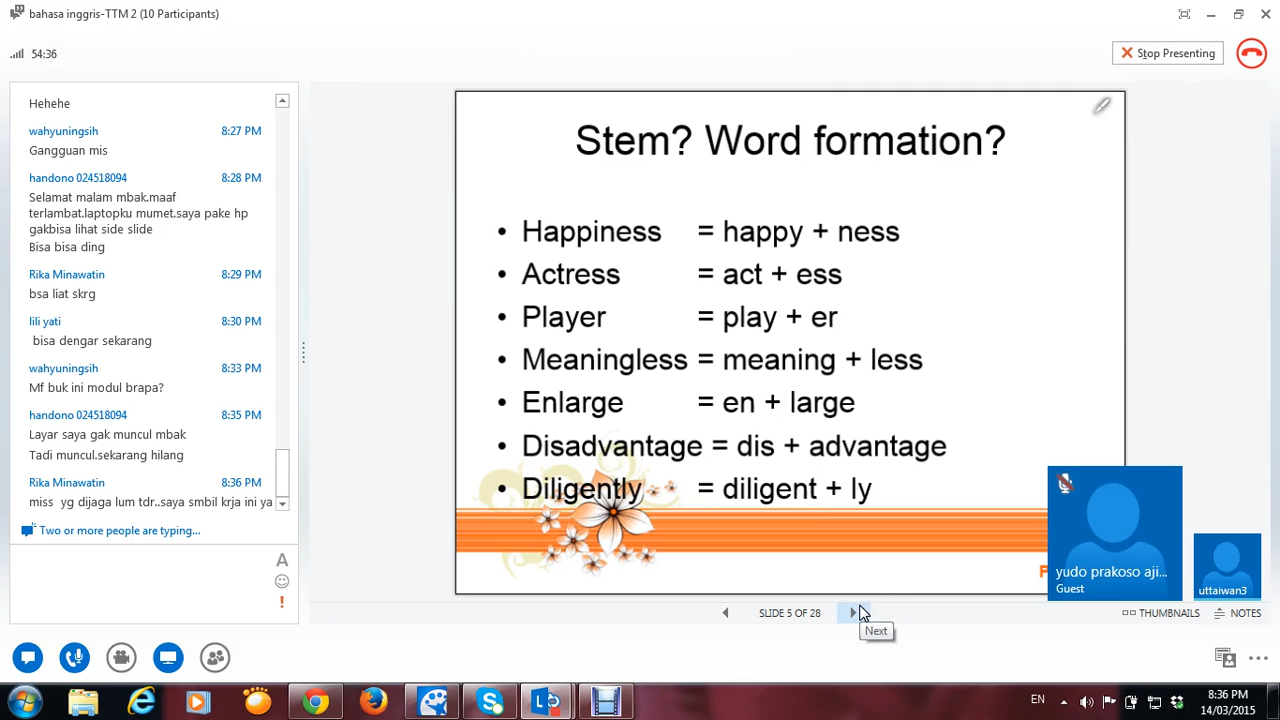 bahasa inggris-TTM 2 (10 Participants)
54:36
Stop Presenting
Hehehe
wahyuningsih 8:27 PM
Gangguan mis
handono 024518094 8:28 PM
Selamat malam mbak.maaf
terlambat.laptopku mumet.saya pake hp
gakbisa lihat side slide
Bisa bisa ding
Rika Minawatin 8:29 PM
bsa liat skrg
lili yati 8:30 PM
bisa dengar sekarang
wahyuningsih 8:33 PM
Mf buk ini modul brapa?
handono 024518094 8:35 PM
Layar saya gak muncul mbak
Tadi muncul.sekarang hilang
Rika Minawatin 8:36 PM
miss yg dijaga lum tdr..saya smbil krja ini ya
Two or more people are typing...
A
!
Stem? Word formation?
• Happiness = happy + ness
• Actress = act + ess
• Player = play + er
• Meaningless = meaning + less
• Enlarge = en + large
• Disadvantage = dis + advantage
• Diligently = diligent + ly
yudo prakoso aji...
Guest
uttaiwan3
SLIDE 5 OF 28
Next
THUMBNAILS
NOTES
EN
8:36 PM
14/03/2015